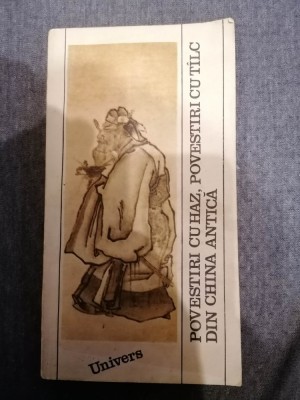 POVESTIRI CU HAZ, POVESTIRI CU TÎLC
DIN CHINA ANTICĂ
Univers